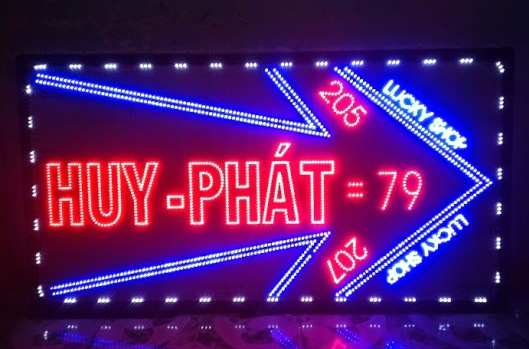 205
LUCKY SHOP
HUY-PHÁT = 79
207
LUCKY SHOP